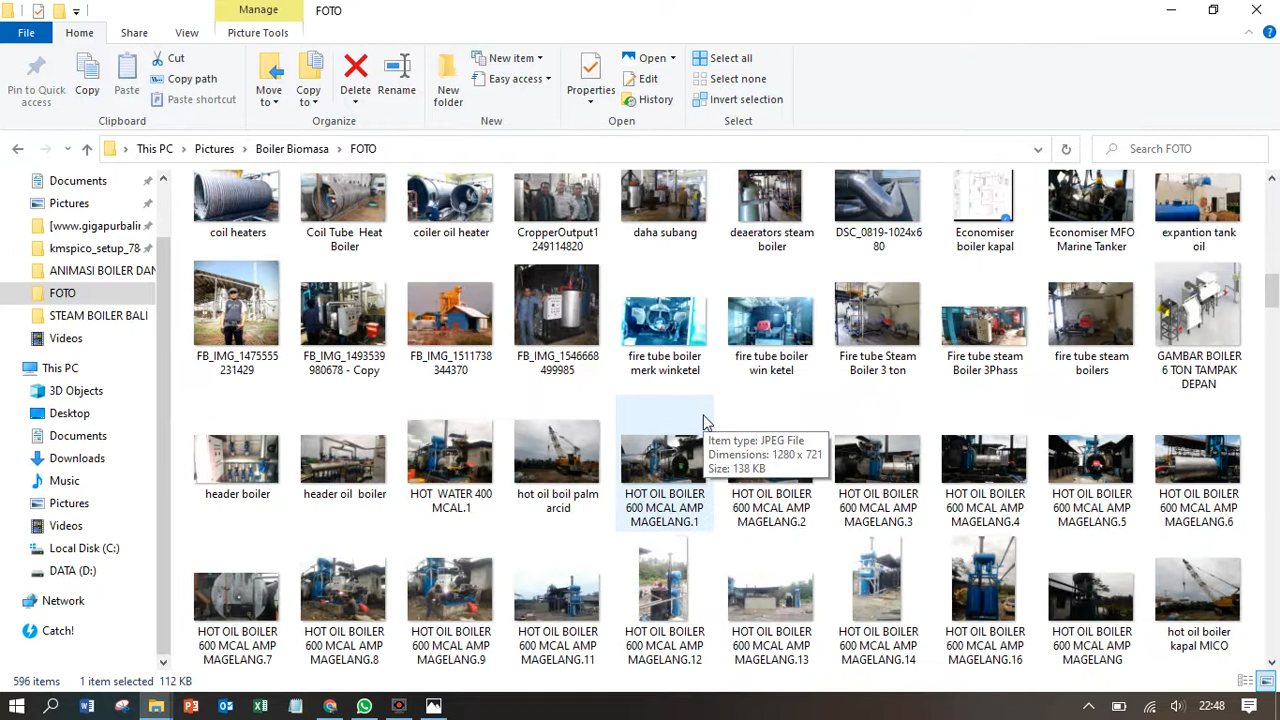 Manage
FOTO
File
Home
Share
View
Picture Tools
Pin to Quick
access
Copy
Paste
Cut
Copy path
Paste shortcut
Move
to
Copy
to
Delete
Rename
New
folder
New item
Easy access
Properties
Open
Edit
History
Select all
Select none
Invert selection
Clipboard
Organize
New
Open
Select
This PC
Pictures
Boiler Biomasa
FOTO
Search FOTO
Documents
Pictures
[www.gigapurbalin
kmspico_setup_784
ANIMASI BOILER DAN
FOTO
STEAM BOILER BALI
Videos
This PC
3D Objects
Desktop
Documents
Downloads
Music
Pictures
Videos
Local Disk (C:)
DATA (D:)
Network
Catch!
coil heaters
Coil Tube Heat
Boiler
coiler oil heater
CropperOutput1
249114820
daha subang
deaerators steam
boiler
DSC_0819-1024x6
80
Economiser
boiler kapal
Economiser MFO
Marine Tanker
expantion tank
oil
FB_IMG_1475555
231429
FB_IMG_1493539
980678 - Copy
FB_IMG_1511738
344370
FB_IMG_1546668
499985
fire tube boiler
merk winketel
fire tube boiler
win ketel
Fire tube Steam
Boiler 3 ton
Fire tube steam
Boiler 3Phass
fire tube steam
boilers
GAMBAR BOILER
6 TON TAMPAK
DEPAN
Item type: JPEG File
Dimensions: 1280 x 721
Size: 138 KB
header boiler
header oil boiler
HOT WATER 400
MCAL.1
hot oil boil palm
arcid
HOT OIL BOILER
600 MCAL AMP
MAGELANG.1
HOT OIL BOILER
600 MCAL AMP
MAGELANG.2
HOT OIL BOILER
600 MCAL AMP
MAGELANG.3
HOT OIL BOILER
600 MCAL AMP
MAGELANG.4
HOT OIL BOILER
600 MCAL AMP
MAGELANG.5
HOT OIL BOILER
600 MCAL AMP
MAGELANG.6
HOT OIL BOILER
600 MCAL AMP
MAGELANG.7
HOT OIL BOILER
600 MCAL AMP
MAGELANG.8
HOT OIL BOILER
600 MCAL AMP
MAGELANG.9
HOT OIL BOILER
600 MCAL AMP
MAGELANG.11
HOT OIL BOILER
600 MCAL AMP
MAGELANG.12
HOT OIL BOILER
600 MCAL AMP
MAGELANG.13
HOT OIL BOILER
600 MCAL AMP
MAGELANG.14
HOT OIL BOILER
600 MCAL AMP
MAGELANG.16
HOT OIL BOILER
600 MCAL AMP
MAGELANG
hot oil boiler
kapal MICO
596 items
1 item selected 112 KB
22:48